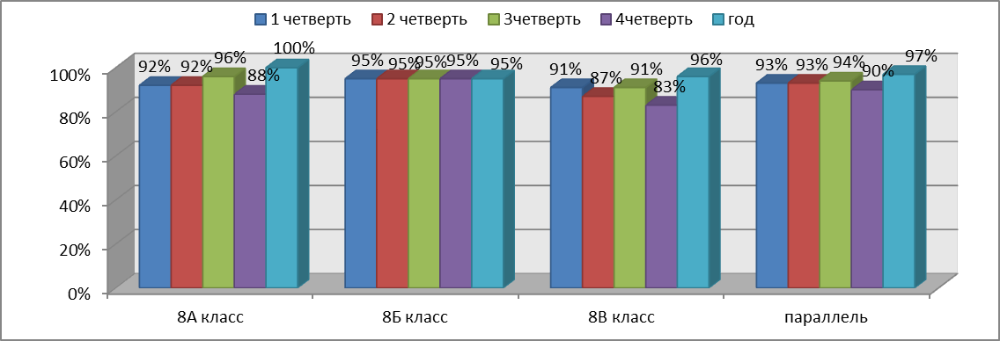 1 четверть 2 четверть 3четверть 4четверть год
92% 92% 96% 88% 100%
95% 95% 95% 95% 95%
91% 87% 91% 83% 96%
93% 93% 94% 90% 97%
100%
80%
60%
40%
20%
0%
8А класс 8Б класс 8В класс параллель